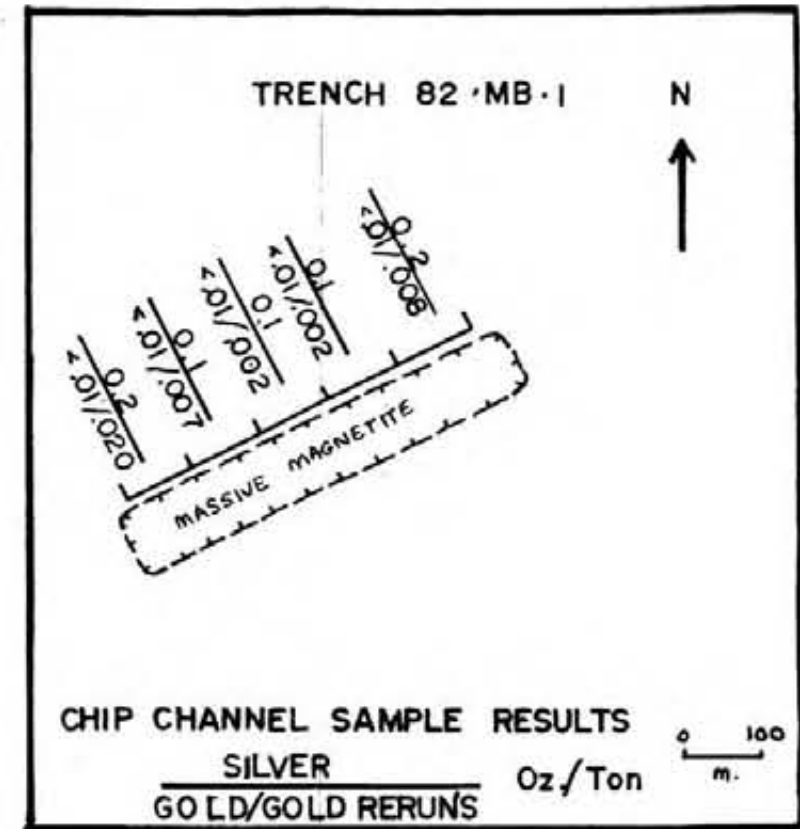 TRENCH 82·MB·1
N
0.2
<.01/.008
0.1
<.01/.002
0.1
<.01/.002
0.1
<.01/.007
0.2
<.01/.020
MASSIVE MAGNETITE
CHIP CHANNEL SAMPLE RESULTS
SILVER
GOLD/GOLD RERUNS
Oz./Ton
0 100
m.